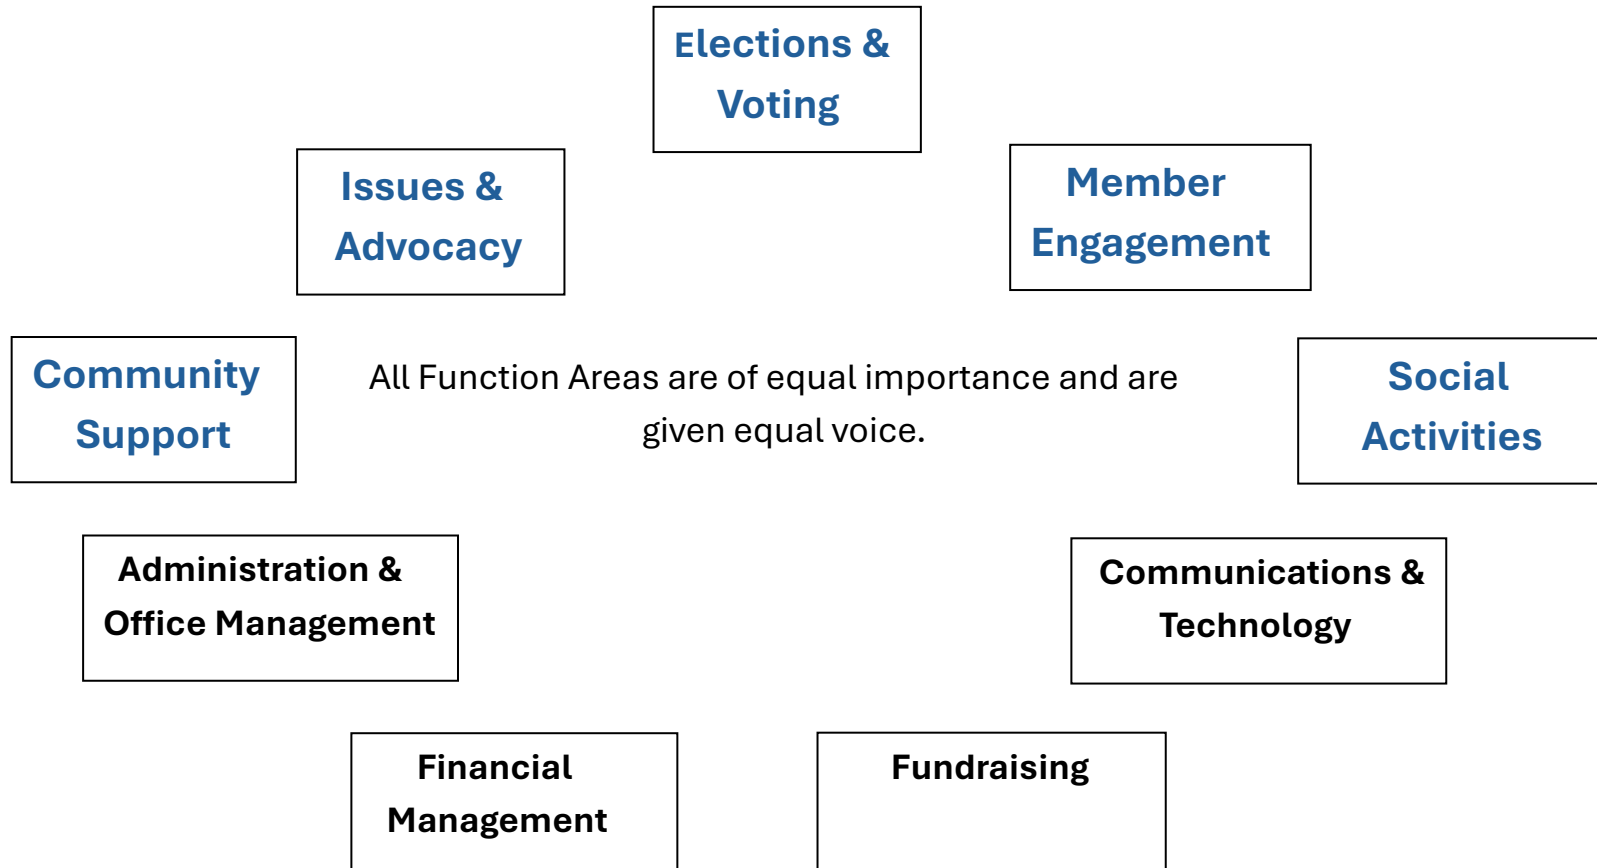 Elections &
Voting
Issues &
Advocacy
Member
Engagement
Community
Support
All Function Areas are of equal importance and are
given equal voice.
Social
Activities
Administration &
Office Management
Communications &
Technology
Financial
Management
Fundraising